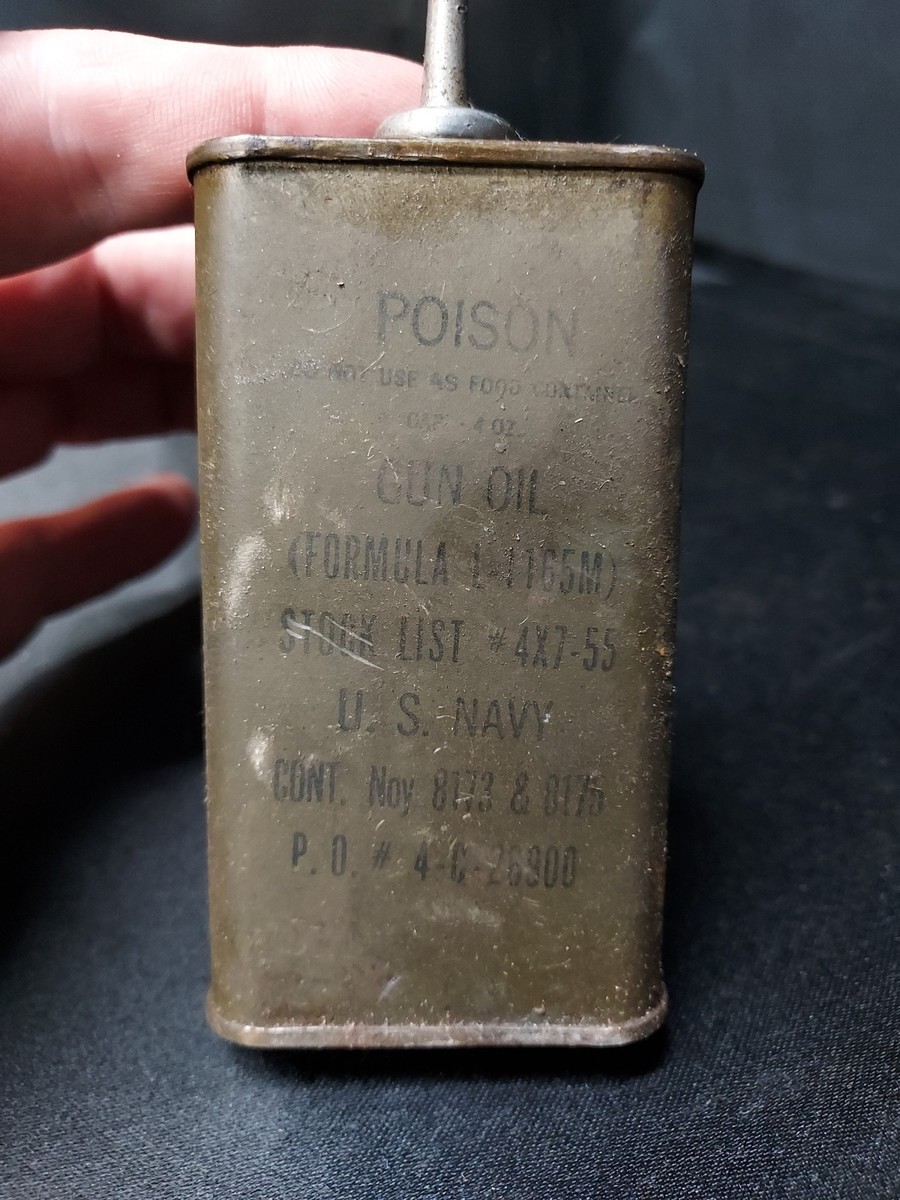 POISON
DO NOT USE AS FOOD CONTAINER
CAP. - 4 OZ.
GUN OIL
(FORMULA L-1165M)
STOCK LIST #4X7-55
U. S. NAVY
CONT. Noy 8173 & 8175
P. O. # 4-C-26900